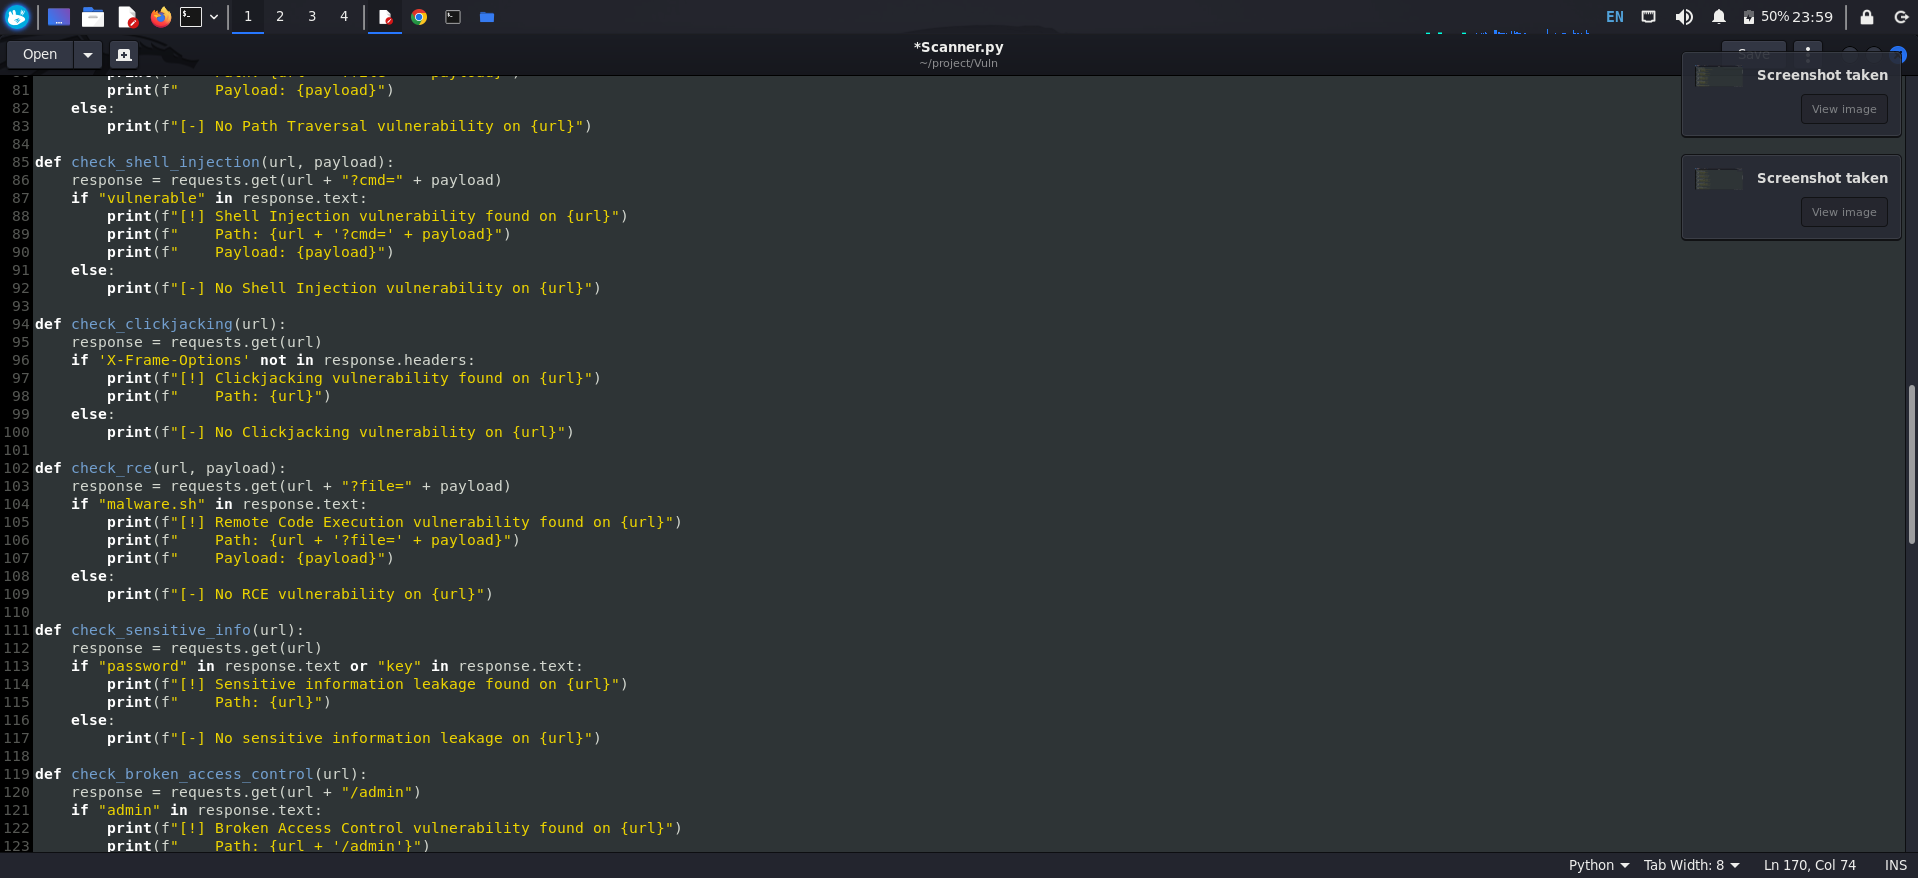 1 2 3 4
EN 50% 23:59
Open
*Scanner.py
~/project/Vuln
Save
Screenshot taken
View image
Screenshot taken
View image
81 print(f"    Payload: {payload}")
82 else:
83 print(f"[-] No Path Traversal vulnerability on {url}")
84
85 def check_shell_injection(url, payload):
86 response = requests.get(url + "?cmd=" + payload)
87 if "vulnerable" in response.text:
88 print(f"[!] Shell Injection vulnerability found on {url}")
89 print(f"    Path: {url + '?cmd=' + payload}")
90 print(f"    Payload: {payload}")
91 else:
92 print(f"[-] No Shell Injection vulnerability on {url}")
93
94 def check_clickjacking(url):
95 response = requests.get(url)
96 if 'X-Frame-Options' not in response.headers:
97 print(f"[!] Clickjacking vulnerability found on {url}")
98 print(f"    Path: {url}")
99 else:
100 print(f"[-] No Clickjacking vulnerability on {url}")
101
102 def check_rce(url, payload):
103 response = requests.get(url + "?file=" + payload)
104 if "malware.sh" in response.text:
105 print(f"[!] Remote Code Execution vulnerability found on {url}")
106 print(f"    Path: {url + '?file=' + payload}")
107 print(f"    Payload: {payload}")
108 else:
109 print(f"[-] No RCE vulnerability on {url}")
110
111 def check_sensitive_info(url):
112 response = requests.get(url)
113 if "password" in response.text or "key" in response.text:
114 print(f"[!] Sensitive information leakage found on {url}")
115 print(f"    Path: {url}")
116 else:
117 print(f"[-] No sensitive information leakage on {url}")
118
119 def check_broken_access_control(url):
120 response = requests.get(url + "/admin")
121 if "admin" in response.text:
122 print(f"[!] Broken Access Control vulnerability found on {url}")
123 print(f"    Path: {url + '/admin'}")
Python Tab Width: 8 Ln 170, Col 74 INS